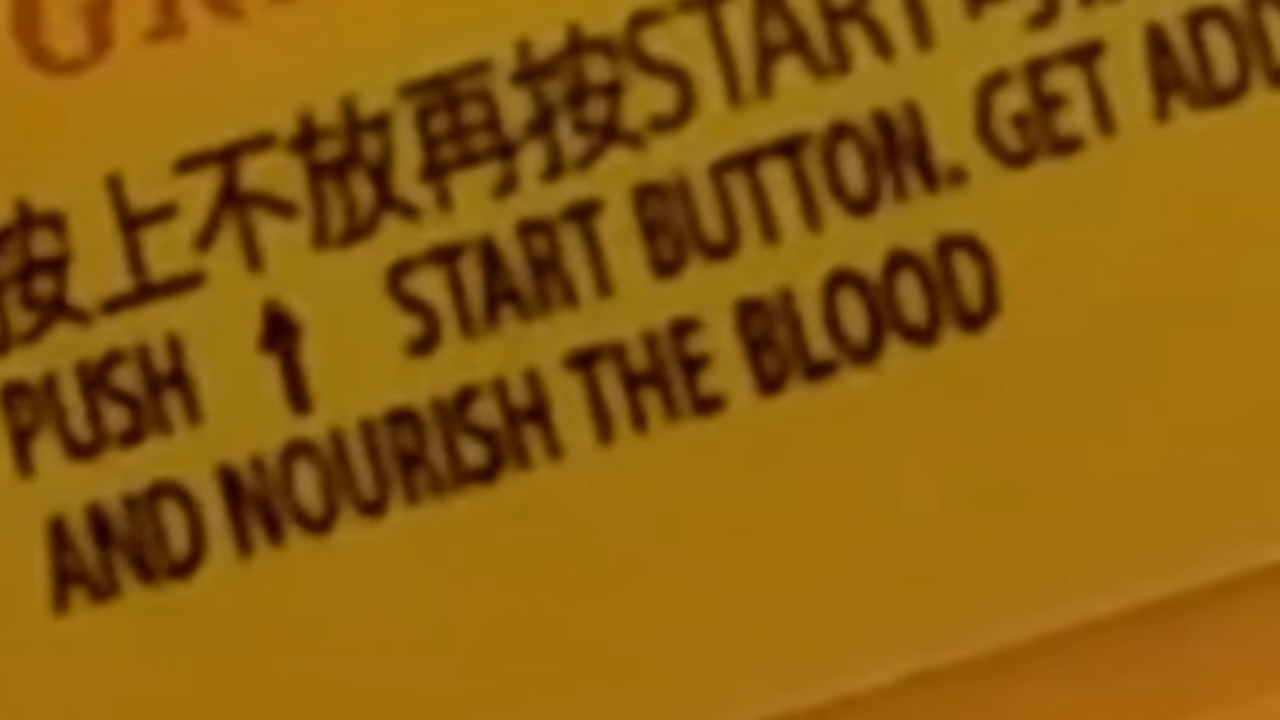 按上不放再按START
PUSH ↑ START BUTTON. GET ADD
AND NOURISH THE BLOOD